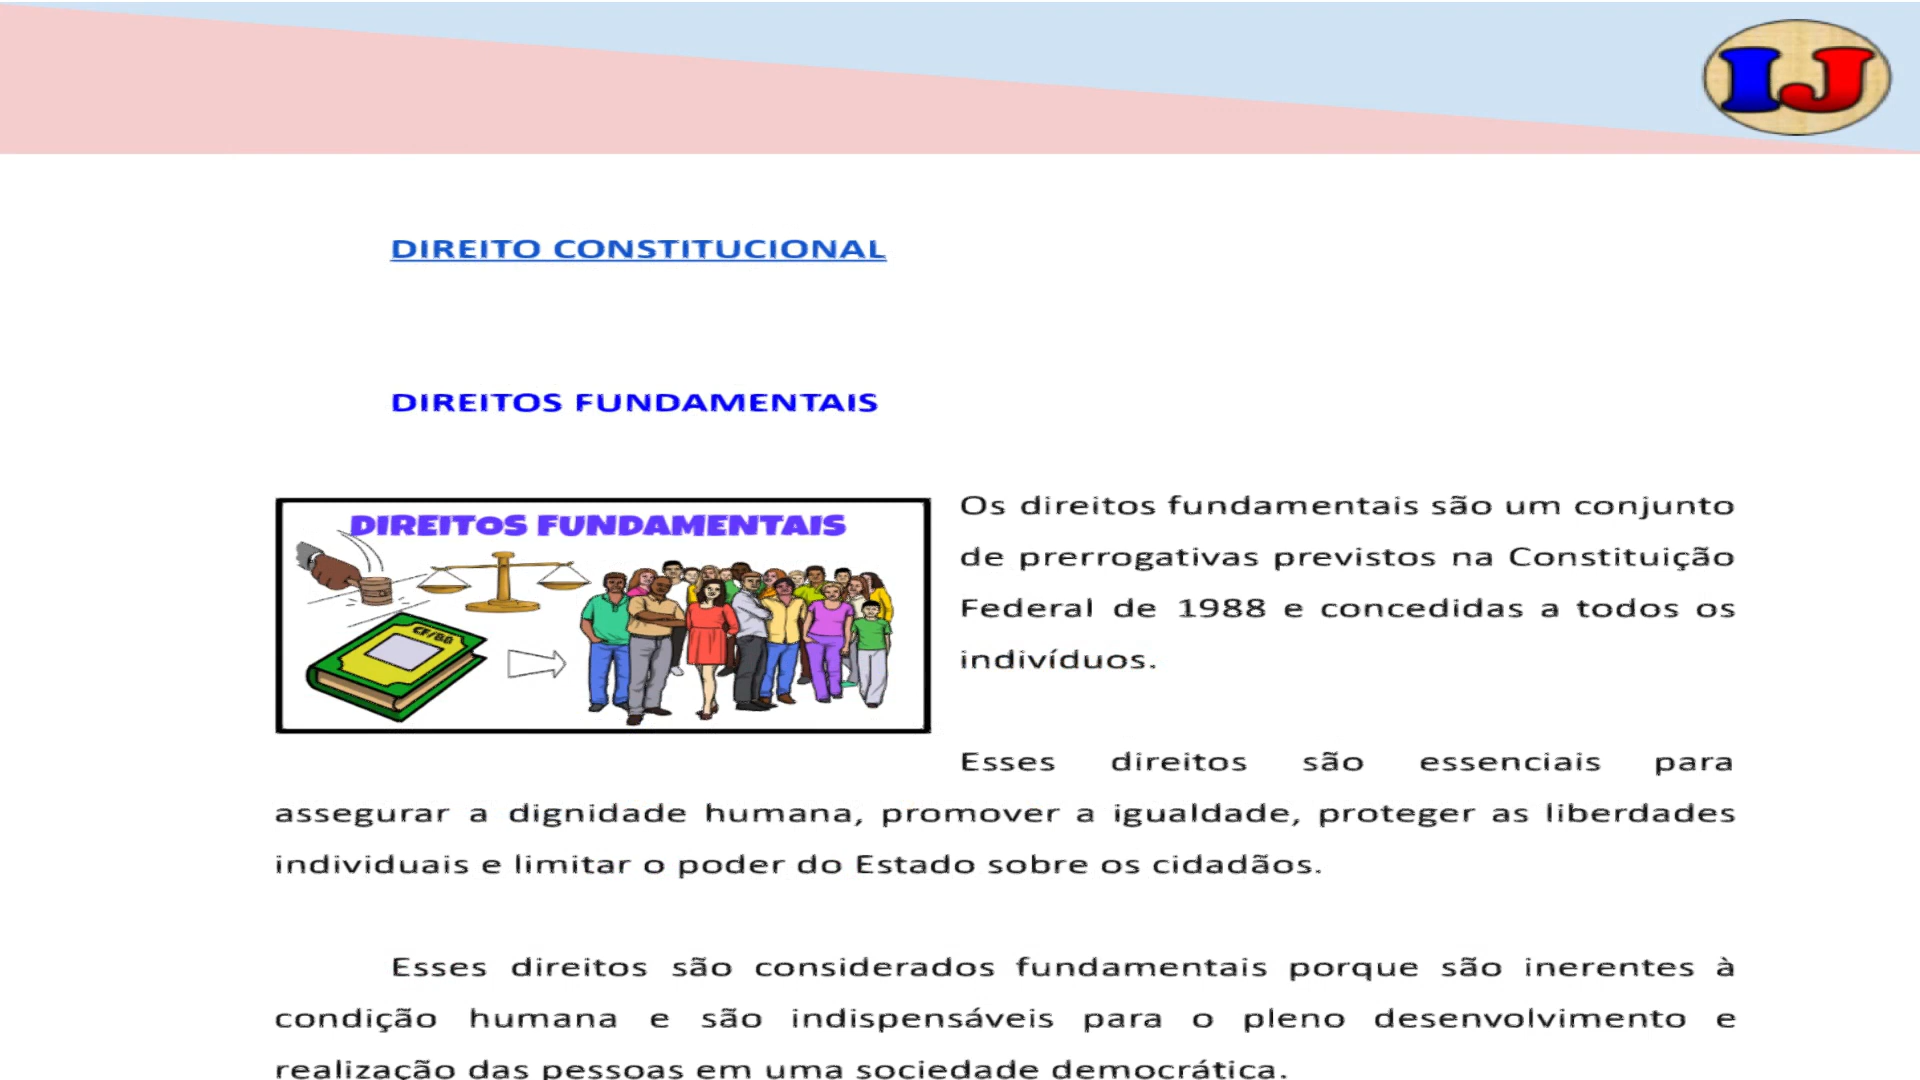 IJ
DIREITO CONSTITUCIONAL
DIREITOS FUNDAMENTAIS
DIREITOS FUNDAMENTAIS
CF/88
Os direitos fundamentais são um conjunto
de prerrogativas previstos na Constituição
Federal de 1988 e concedidas a todos os
indivíduos.
Esses direitos são essenciais para
assegurar a dignidade humana, promover a igualdade, proteger as liberdades
individuais e limitar o poder do Estado sobre os cidadãos.
Esses direitos são considerados fundamentais porque são inerentes à
condição humana e são indispensáveis para o pleno desenvolvimento e
realização das pessoas em uma sociedade democrática.